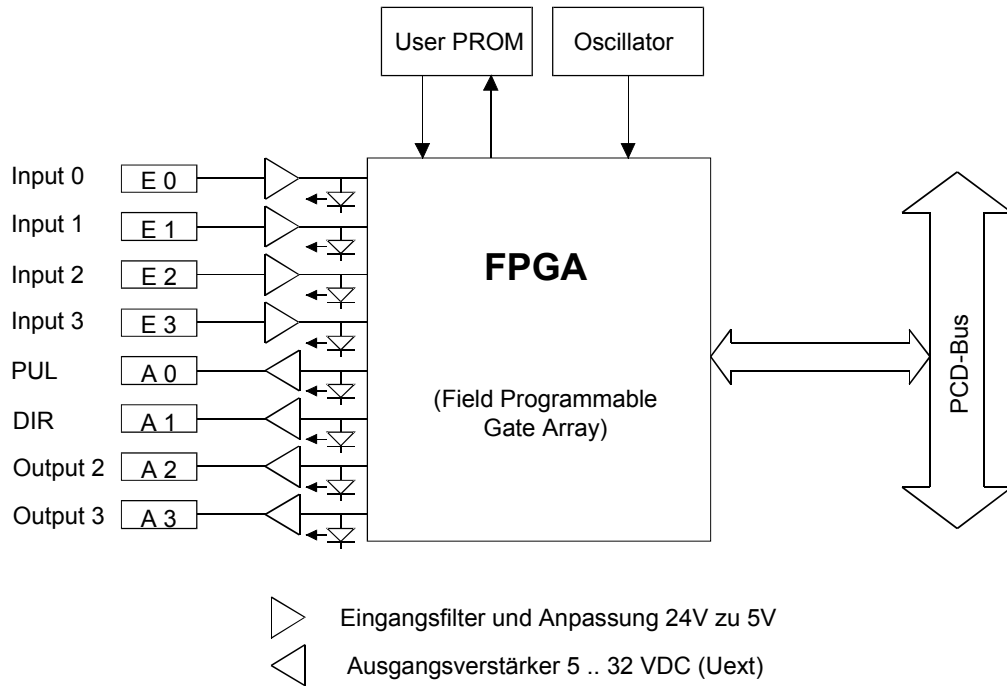 User PROM
Oscillator
Input 0
E 0
Input 1
E 1
Input 2
E 2
Input 3
E 3
PUL
A 0
DIR
A 1
Output 2
A 2
Output 3
A 3
FPGA
(Field Programmable
Gate Array)
PCD-Bus
Eingangsfilter und Anpassung 24V zu 5V
Ausgangsverstärker 5 .. 32 VDC (Uext)